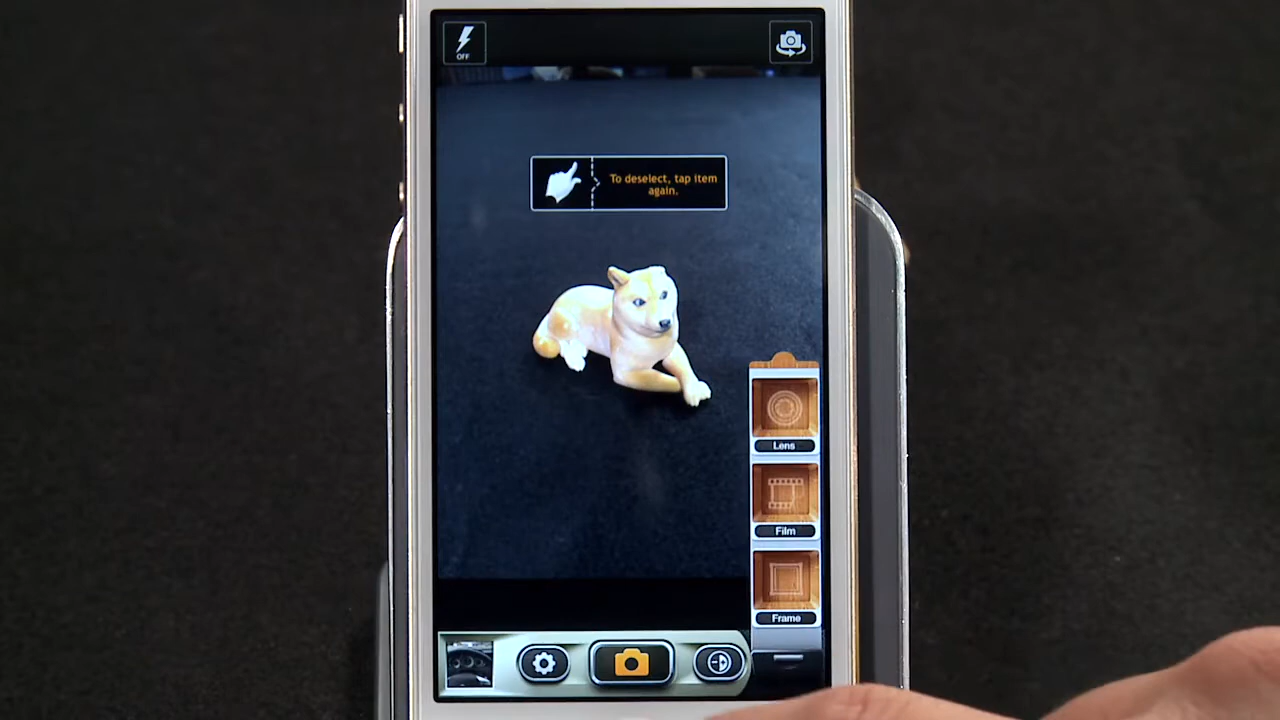 OFF
To deselect, tap item
again.
Lens
Film
Frame